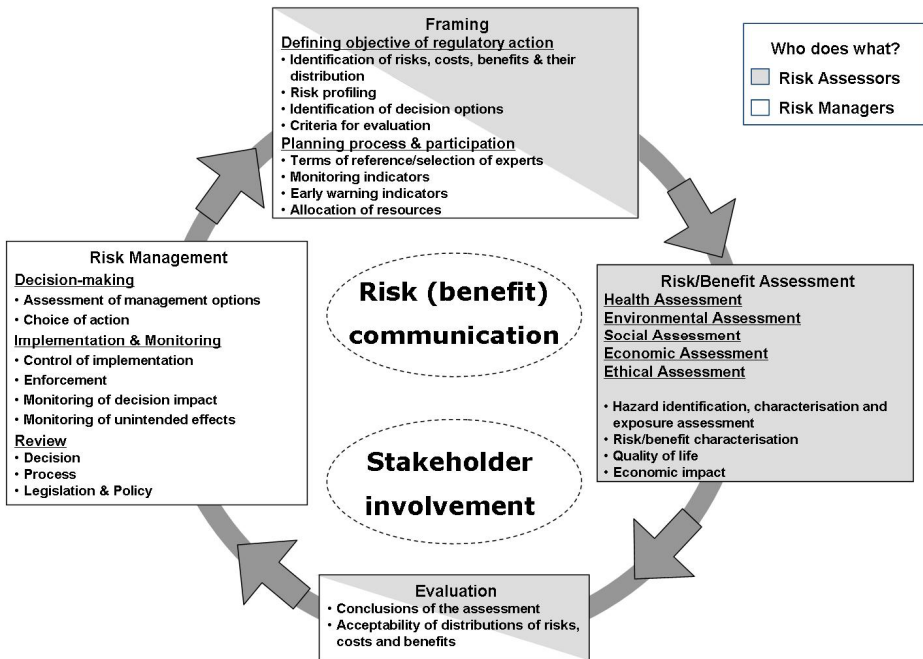 Framing
Defining objective of regulatory action
• Identification of risks, costs, benefits & their
distribution
• Risk profiling
• Identification of decision options
• Criteria for evaluation
Planning process & participation
• Terms of reference/selection of experts
• Monitoring indicators
• Early warning indicators
• Allocation of resources
Who does what?
Risk Assessors
Risk Managers
Risk Management
Decision-making
• Assessment of management options
• Choice of action
Implementation & Monitoring
• Control of implementation
• Enforcement
• Monitoring of decision impact
• Monitoring of unintended effects
Review
• Decision
• Process
• Legislation & Policy
Risk (benefit)
communication
Stakeholder
involvement
Risk/Benefit Assessment
Health Assessment
Environmental Assessment
Social Assessment
Economic Assessment
Ethical Assessment
• Hazard identification, characterisation and
exposure assessment
• Risk/benefit characterisation
• Quality of life
• Economic impact
Evaluation
• Conclusions of the assessment
• Acceptability of distributions of risks,
costs and benefits